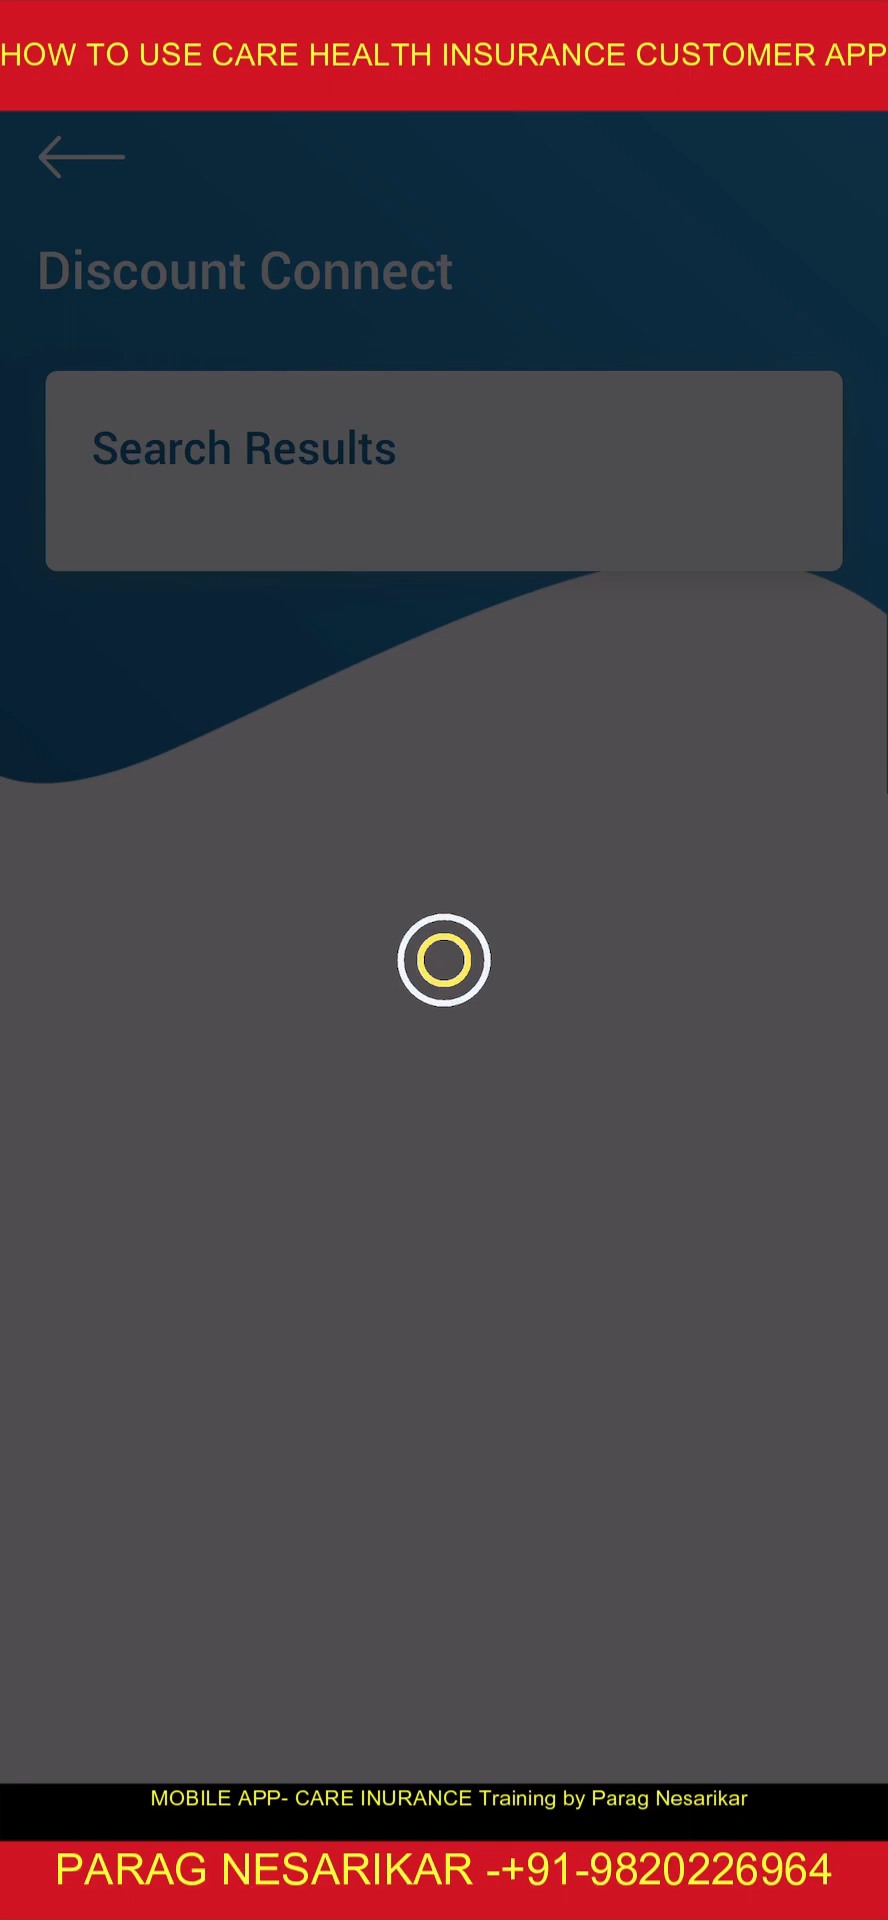 HOW TO USE CARE HEALTH INSURANCE CUSTOMER APP
Discount Connect
Search Results
MOBILE APP- CARE INURANCE Training by Parag Nesarikar
PARAG NESARIKAR -+91-9820226964